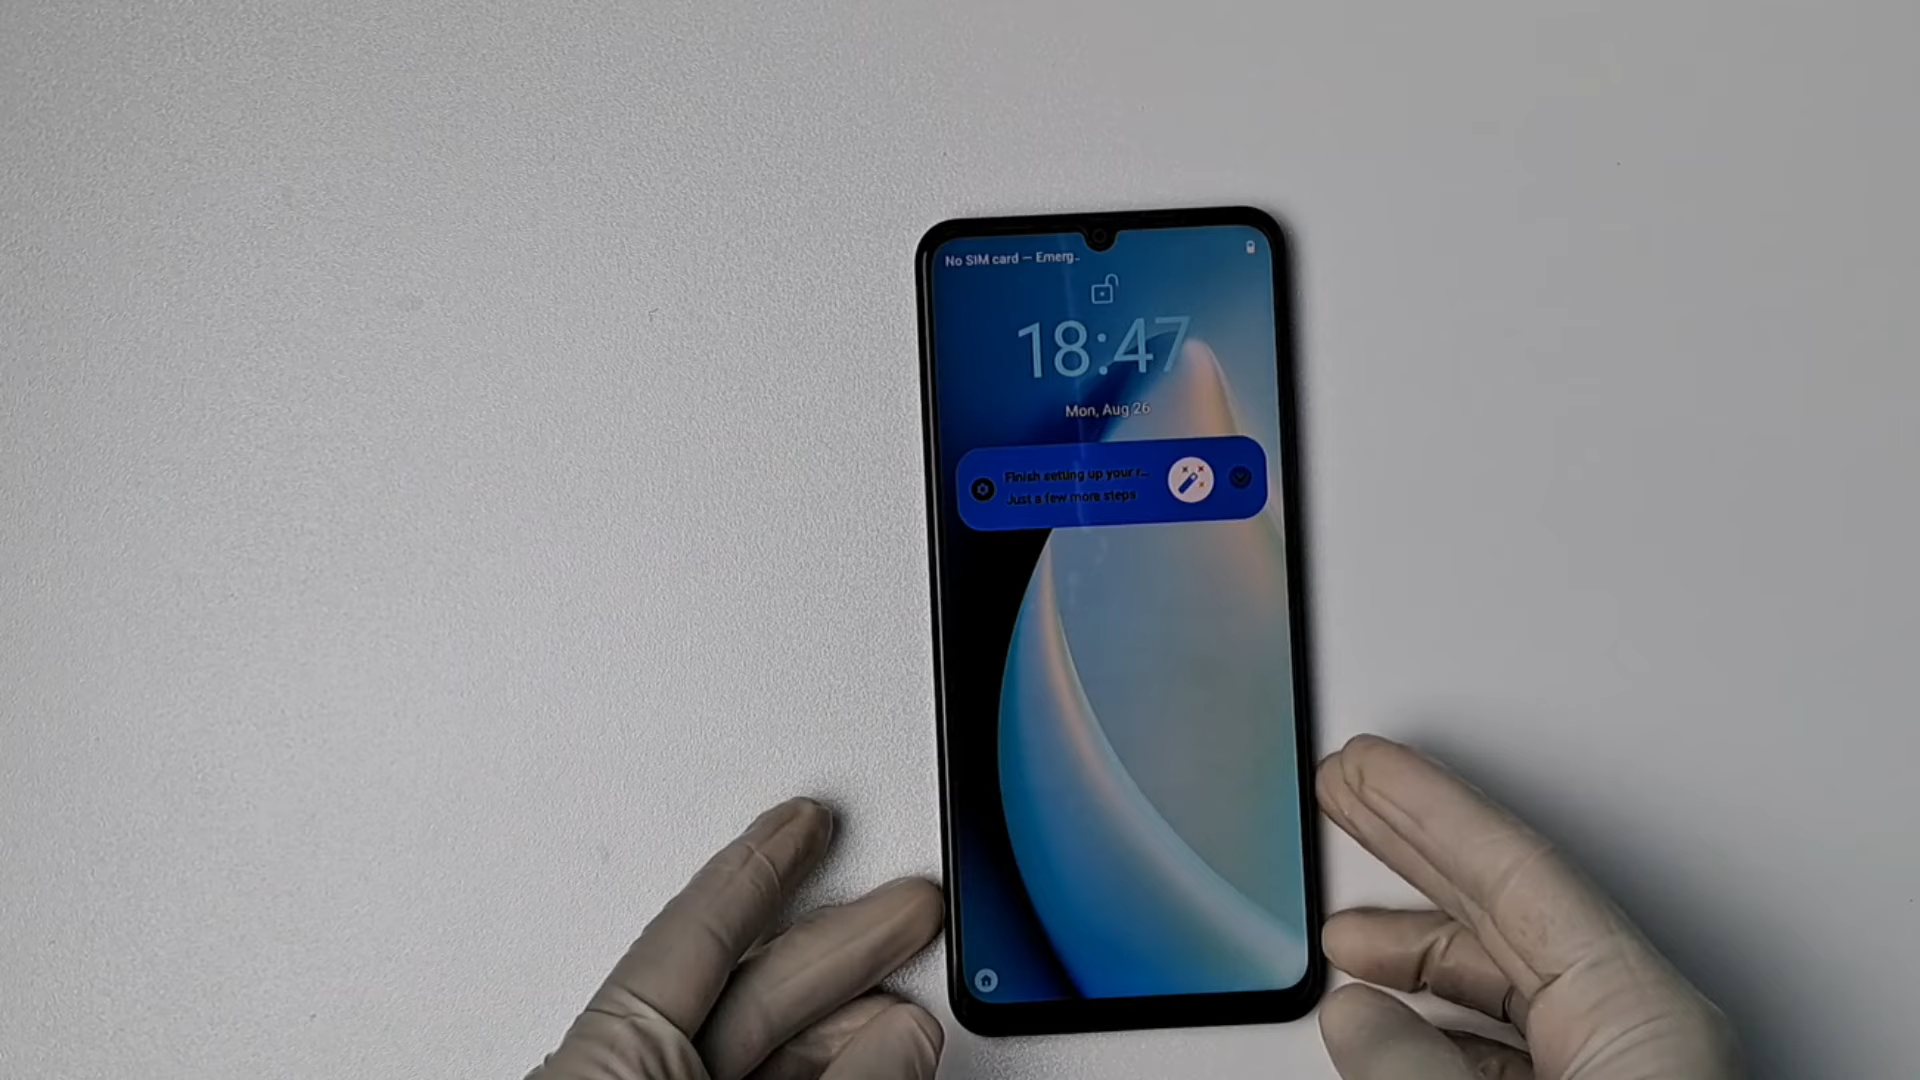 No SIM card — Emerg..
18:47
Mon, Aug 26
Finish setting up your r...
Just a few more steps